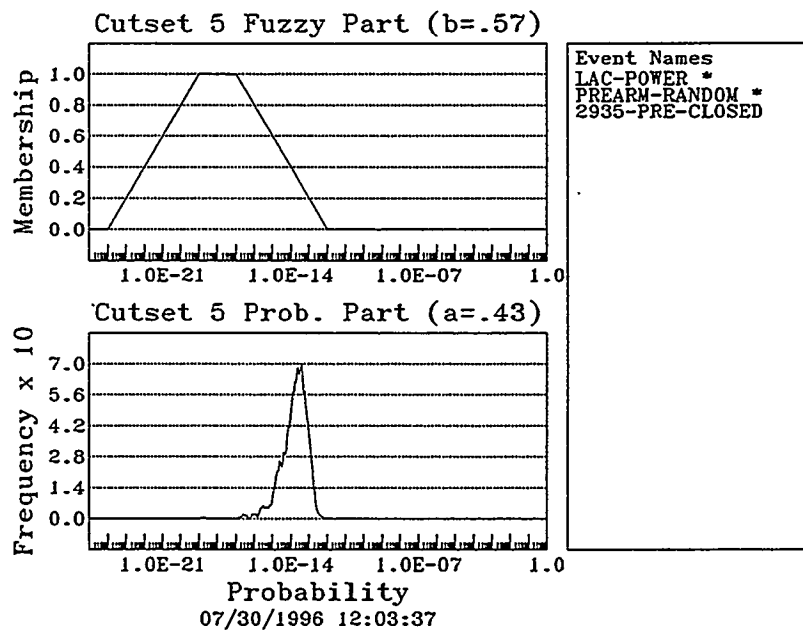 Cutset 5 Fuzzy Part (b=.57)
Membership
1.0
0.8
0.6
0.4
0.2
0.0
1.0E-21 1.0E-14 1.0E-07 1.0
Event Names
LAC-POWER *
PREARM-RANDOM *
2935-PRE-CLOSED
Cutset 5 Prob. Part (a=.43)
Frequency x 10
7.0
5.6
4.2
2.8
1.4
0.0
1.0E-21 1.0E-14 1.0E-07 1.0
Probability
07/30/1996 12:03:37